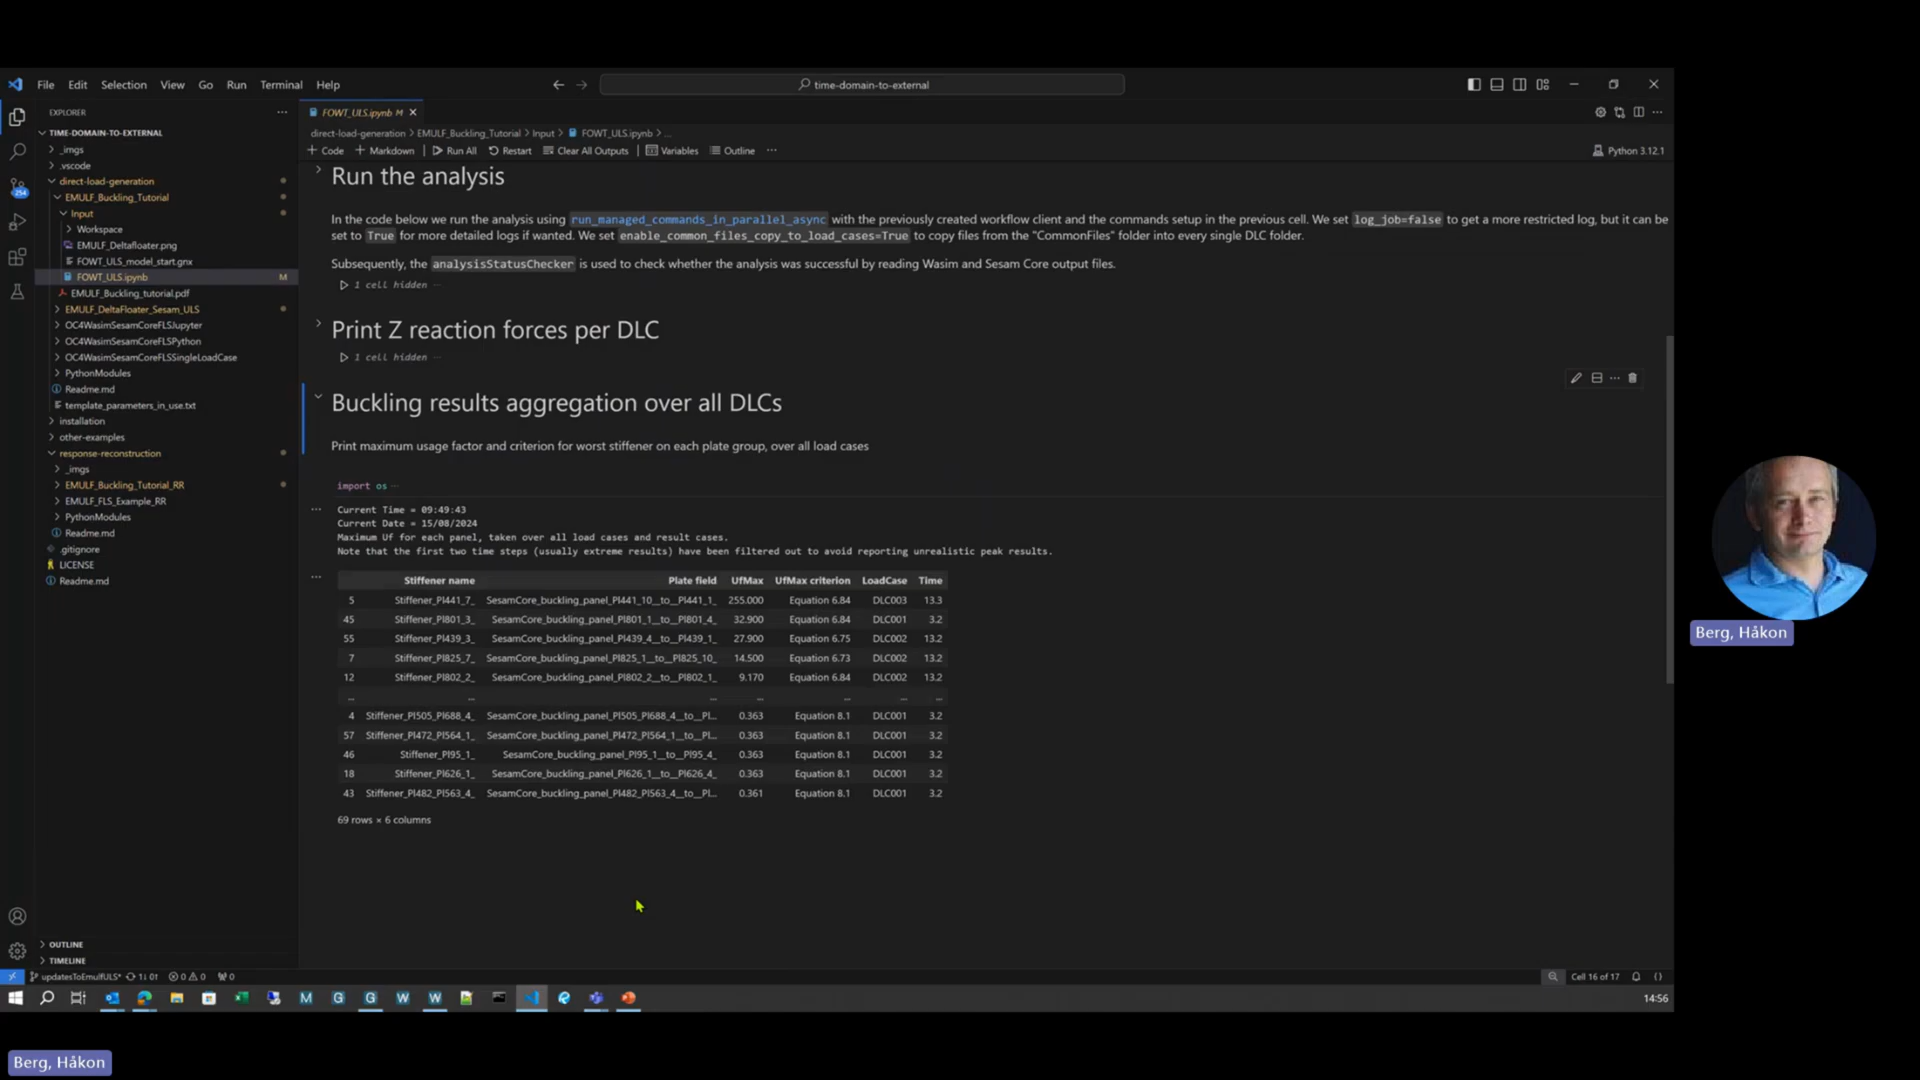 File Edit Selection View Go Run Terminal Help
time-domain-to-external
EXPLORER
TIME-DOMAIN-TO-EXTERNAL
_imgs
.vscode
direct-load-generation
EMULF_Buckling_Tutorial
Input
Workspace
EMULF_Deltafloater.png
FOWT_ULS_model_start.gnx
FOWT_ULS.ipynb M
EMULF_Buckling_tutorial.pdf
EMULF_DeltaFloater_Sesam_ULS
OC4WasimSesamCoreFLSJupyter
OC4WasimSesamCoreFLSPython
OC4WasimSesamCoreFLSSingleLoadCase
PythonModules
Readme.md
template_parameters_in_use.txt
installation
other-examples
response-reconstruction
_imgs
EMULF_Buckling_Tutorial_RR
EMULF_FLS_Example_RR
PythonModules
Readme.md
.gitignore
LICENSE
Readme.md
OUTLINE
TIMELINE
254
FOWT_ULS.ipynb M
direct-load-generation > EMULF_Buckling_Tutorial > Input > FOWT_ULS.ipynb > ...
+ Code + Markdown Run All Restart Clear All Outputs Variables Outline ...
Python 3.12.1
Run the analysis
In the code below we run the analysis using run_managed_commands_in_parallel_async with the previously created workflow client and the commands setup in the previous cell. We set log_job=false to get a more restricted log, but it can be
set to True for more detailed logs if wanted. We set enable_common_files_copy_to_load_cases=True to copy files from the "CommonFiles" folder into every single DLC folder.
Subsequently, the analysisStatusChecker is used to check whether the analysis was successful by reading Wasim and Sesam Core output files.
1 cell hidden ...
Print Z reaction forces per DLC
1 cell hidden ...
Buckling results aggregation over all DLCs
Print maximum usage factor and criterion for worst stiffener on each plate group, over all load cases
import os ...
Current Time = 09:49:43
Current Date = 15/08/2024
Maximum Uf for each panel, taken over all load cases and result cases.
Note that the first two time steps (usually extreme results) have been filtered out to avoid reporting unrealistic peak results.
Stiffener name Plate field UfMax UfMax criterion LoadCase Time
5 Stiffener_Pl441_7_ SesamCore_buckling_panel_Pl441_10__to__Pl441_1_ 255.000 Equation 6.84 DLC003 13.3
45 Stiffener_Pl801_3_ SesamCore_buckling_panel_Pl801_1__to__Pl801_4_ 32.900 Equation 6.84 DLC001 3.2
55 Stiffener_Pl439_3_ SesamCore_buckling_panel_Pl439_4__to__Pl439_1_ 27.900 Equation 6.75 DLC002 13.2
7 Stiffener_Pl825_7_ SesamCore_buckling_panel_Pl825_1__to__Pl825_10_ 14.500 Equation 6.73 DLC002 13.2
12 Stiffener_Pl802_2_ SesamCore_buckling_panel_Pl802_2__to__Pl802_1_ 9.170 Equation 6.84 DLC002 13.2
... ... ... ... ... ... ...
4 Stiffener_Pl505_Pl688_4_ SesamCore_buckling_panel_Pl505_Pl688_4__to__Pl... 0.363 Equation 8.1 DLC001 3.2
57 Stiffener_Pl472_Pl564_1_ SesamCore_buckling_panel_Pl472_Pl564_1__to__Pl... 0.363 Equation 8.1 DLC001 3.2
46 Stiffener_Pl95_1_ SesamCore_buckling_panel_Pl95_1__to__Pl95_4_ 0.363 Equation 8.1 DLC001 3.2
18 Stiffener_Pl626_1_ SesamCore_buckling_panel_Pl626_1__to__Pl626_4_ 0.363 Equation 8.1 DLC001 3.2
43 Stiffener_Pl482_Pl563_4_ SesamCore_buckling_panel_Pl482_Pl563_4__to__Pl... 0.361 Equation 8.1 DLC001 3.2
69 rows × 6 columns
updatesToEmulfULS* 1↓ 0↑ 0 0 0
Cell 16 of 17
14:56
Berg, Håkon
Berg, Håkon